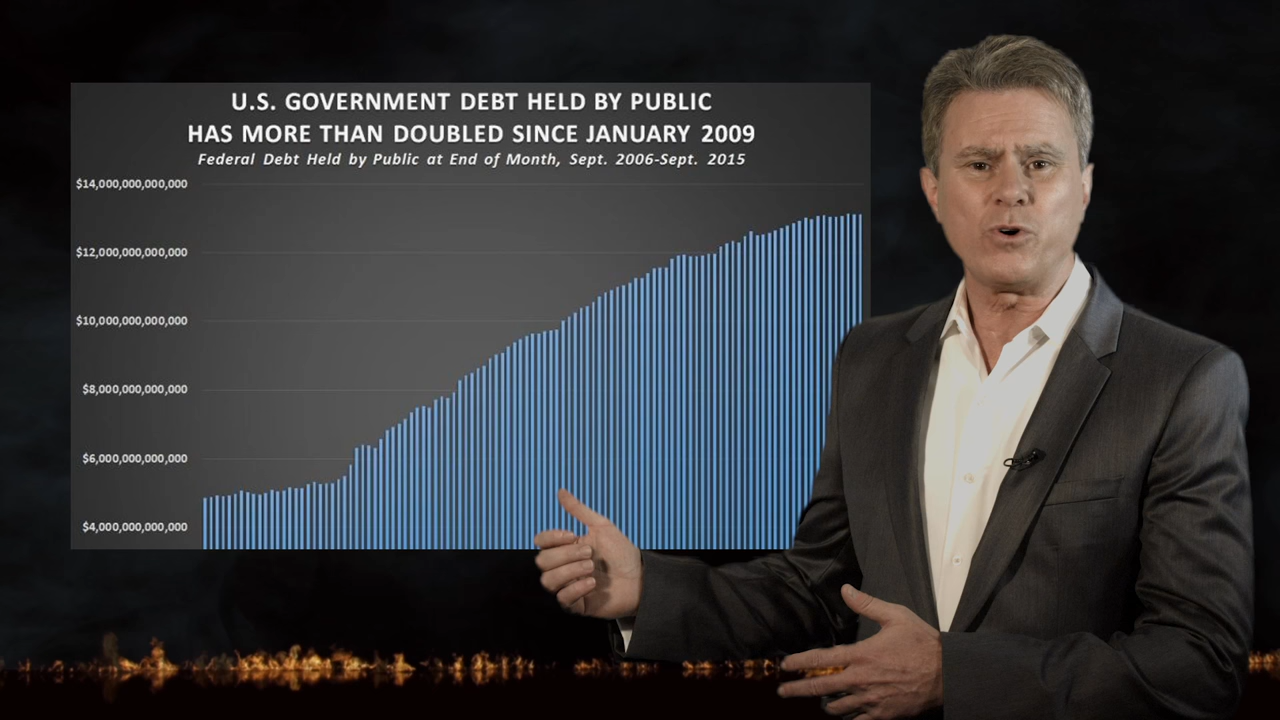 U.S. GOVERNMENT DEBT HELD BY PUBLIC
HAS MORE THAN DOUBLED SINCE JANUARY 2009
Federal Debt Held by Public at End of Month, Sept. 2006-Sept. 2015
$14,000,000,000,000
$12,000,000,000,000
$10,000,000,000,000
$8,000,000,000,000
$6,000,000,000,000
$4,000,000,000,000